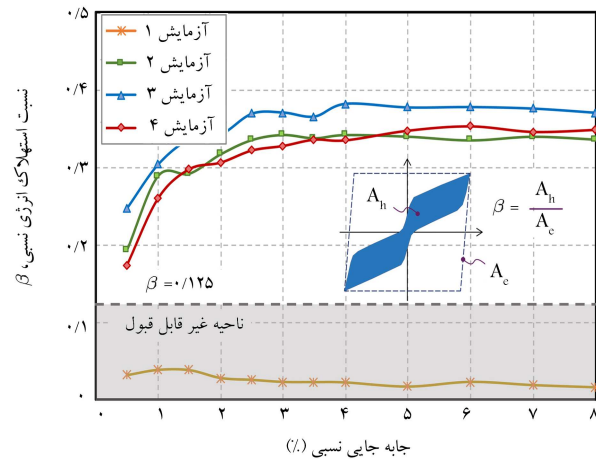 نسبت استهلاک انرژی نسبی، β
۰/۵
۰/۴
۰/۳
۰/۲
۰/۱
۰
آزمایش ۱
آزمایش ۲
آزمایش ۳
آزمایش ۴
A_h
β = A_h / A_e
A_e
β =۰/۱۲۵
ناحیه غیر قابل قبول
۰ ۱ ۲ ۳ ۴ ۵ ۶ ۷ ۸
جابه جایی نسبی (٪)